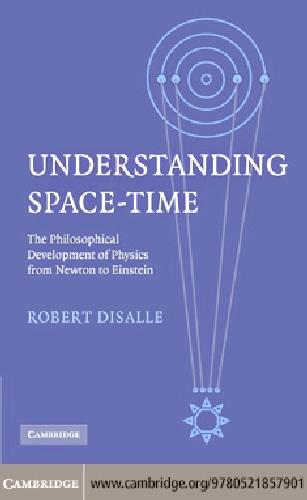 UNDERSTANDING
SPACE-TIME
The Philosophical
Development of Physics
from Newton to Einstein
ROBERT DISALLE
CAMBRIDGE
CAMBRIDGE
www.cambridge.org/9780521857901